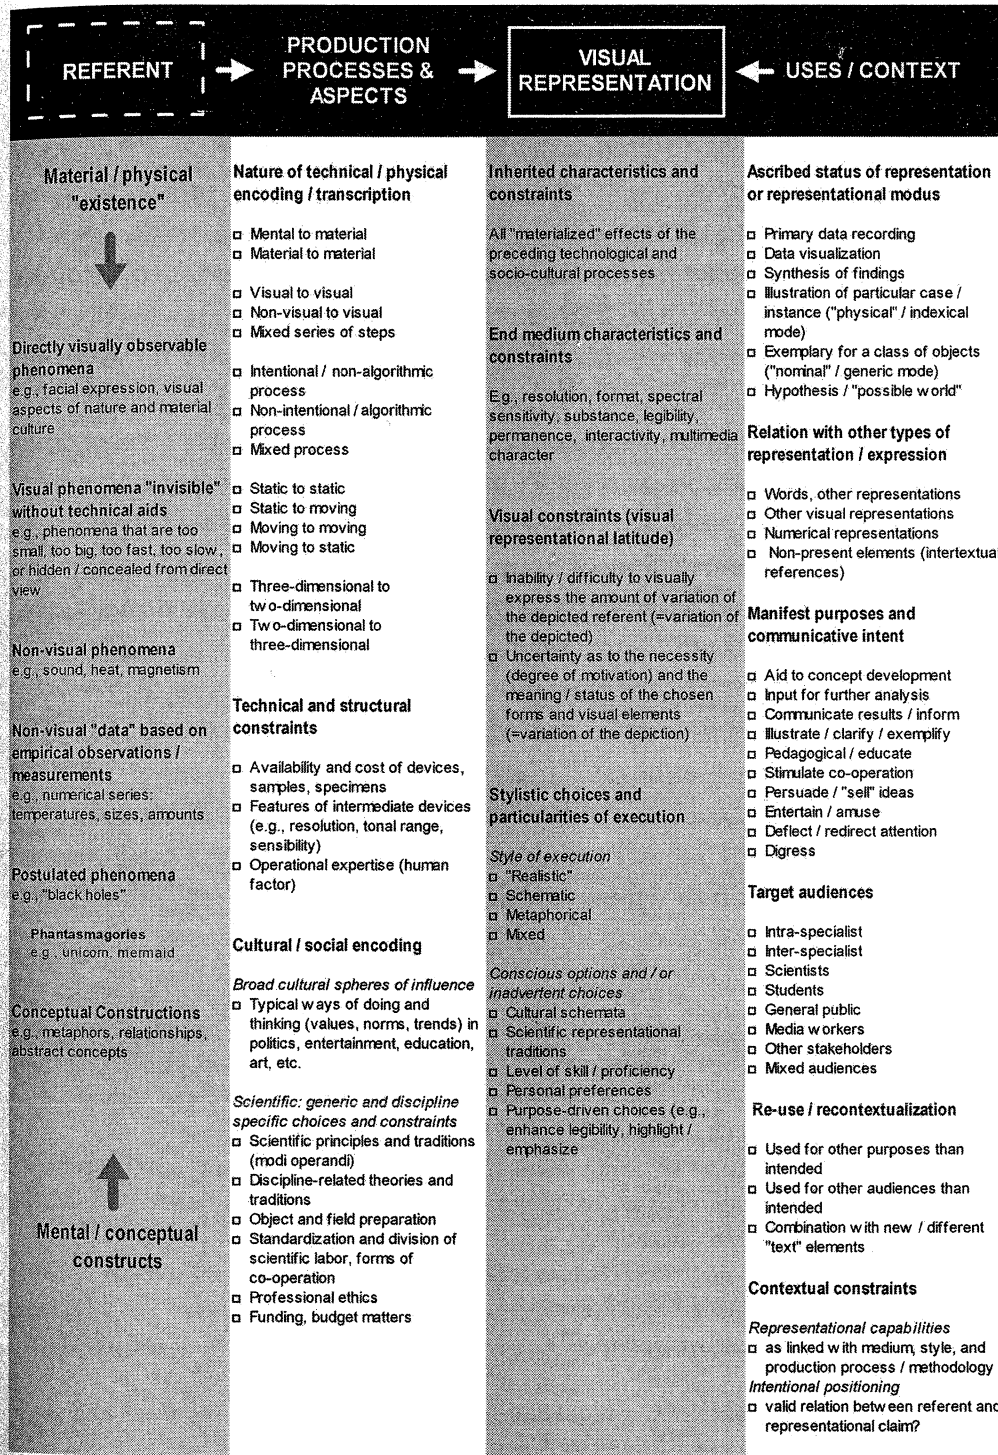 REFERENT
PRODUCTION
PROCESSES &
ASPECTS
VISUAL
REPRESENTATION
USES / CONTEXT
Material / physical
"existence"
Directly visually observable
phenomena
e.g., facial expression, visual
aspects of nature and material
culture
Visual phenomena "invisible"
without technical aids
e.g., phenomena that are too
small, too big, too fast, too slow,
or hidden / concealed from direct
view
Non-visual phenomena
e.g., sound, heat, magnetism
Non-visual "data" based on
empirical observations /
measurements
e.g., numerical series:
temperatures, sizes, amounts
Postulated phenomena
e.g., "black holes"
Phantasmagories
e.g., unicorn, mermaid
Conceptual Constructions
e.g., metaphors, relationships,
abstract concepts
Mental / conceptual
constructs
Nature of technical / physical
encoding / transcription
Mental to material
Material to material
Visual to visual
Non-visual to visual
Mixed series of steps
Intentional / non-algorithmic
process
Non-intentional / algorithmic
process
Mixed process
Static to static
Static to moving
Moving to moving
Moving to static
Three-dimensional to
two-dimensional
Two-dimensional to
three-dimensional
Technical and structural
constraints
Availability and cost of devices,
samples, specimens
Features of intermediate devices
(e.g., resolution, tonal range,
sensibility)
Operational expertise (human
factor)
Cultural / social encoding
Broad cultural spheres of influence
Typical ways of doing and
thinking (values, norms, trends) in
politics, entertainment, education,
art, etc.
Scientific: generic and discipline
specific choices and constraints
Scientific principles and traditions
(modi operandi)
Discipline-related theories and
traditions
Object and field preparation
Standardization and division of
scientific labor, forms of
co-operation
Professional ethics
Funding, budget matters
Inherited characteristics and
constraints
All "materialized" effects of the
preceding technological and
socio-cultural processes
End medium characteristics and
constraints
E.g., resolution, format, spectral
sensitivity, substance, legibility,
permanence, interactivity, multimedia
character
Visual constraints (visual
representational latitude)
Inability / difficulty to visually
express the amount of variation of
the depicted referent (=variation of
the depicted)
Uncertainty as to the necessity
(degree of motivation) and the
meaning / status of the chosen
forms and visual elements
(=variation of the depiction)
Stylistic choices and
particularities of execution
Style of execution
"Realistic"
Schematic
Metaphorical
Mixed
Conscious options and / or
inadvertent choices
Cultural schemata
Scientific representational
traditions
Level of skill / proficiency
Personal preferences
Purpose-driven choices (e.g.,
enhance legibility, highlight /
emphasize
Ascribed status of representation
or representational modus
Primary data recording
Data visualization
Synthesis of findings
Illustration of particular case /
instance ("physical" / indexical
mode)
Exemplary for a class of objects
("nominal" / generic mode)
Hypothesis / "possible world"
Relation with other types of
representation / expression
Words, other representations
Other visual representations
Numerical representations
Non-present elements (intertextual
references)
Manifest purposes and
communicative intent
Aid to concept development
Input for further analysis
Communicate results / inform
Illustrate / clarify / exemplify
Pedagogical / educate
Stimulate co-operation
Persuade / "sell" ideas
Entertain / amuse
Deflect / redirect attention
Digress
Target audiences
Intra-specialist
Inter-specialist
Scientists
Students
General public
Media workers
Other stakeholders
Mixed audiences
Re-use / recontextualization
Used for other purposes than
intended
Used for other audiences than
intended
Combination with new / different
"text" elements
Contextual constraints
Representational capabilities
as linked with medium, style, and
production process / methodology
Intentional positioning
valid relation between referent and
representational claim?